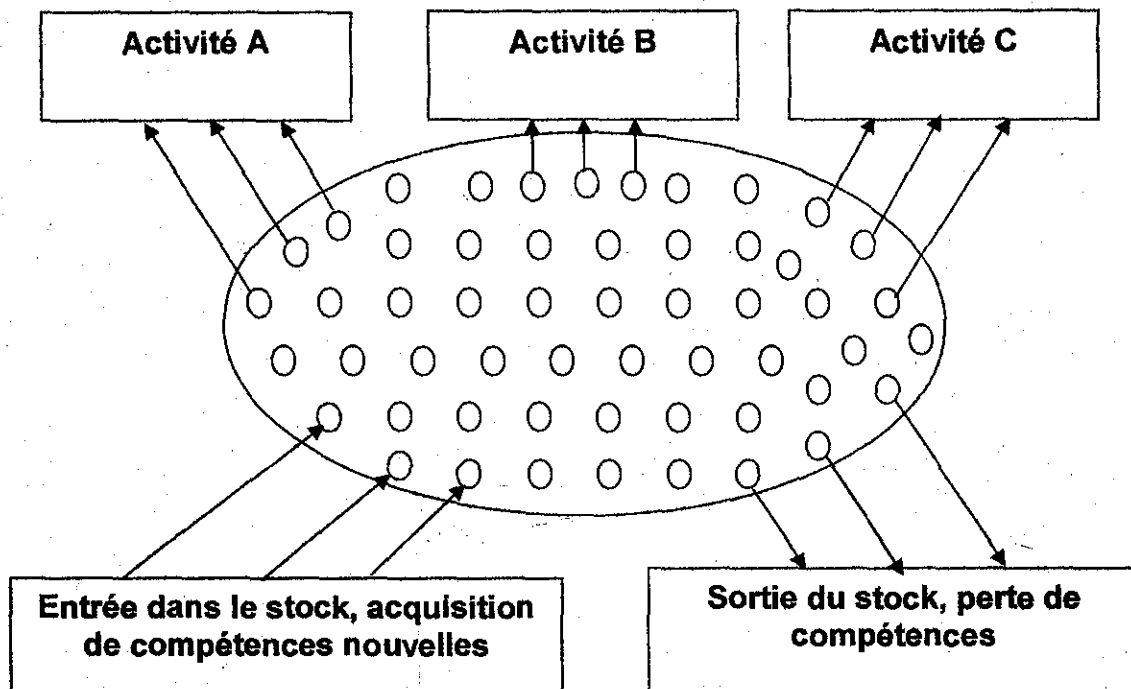 Activité A
Activité B
Activité C
Entrée dans le stock, acquisition
de compétences nouvelles
Sortie du stock, perte de
compétences